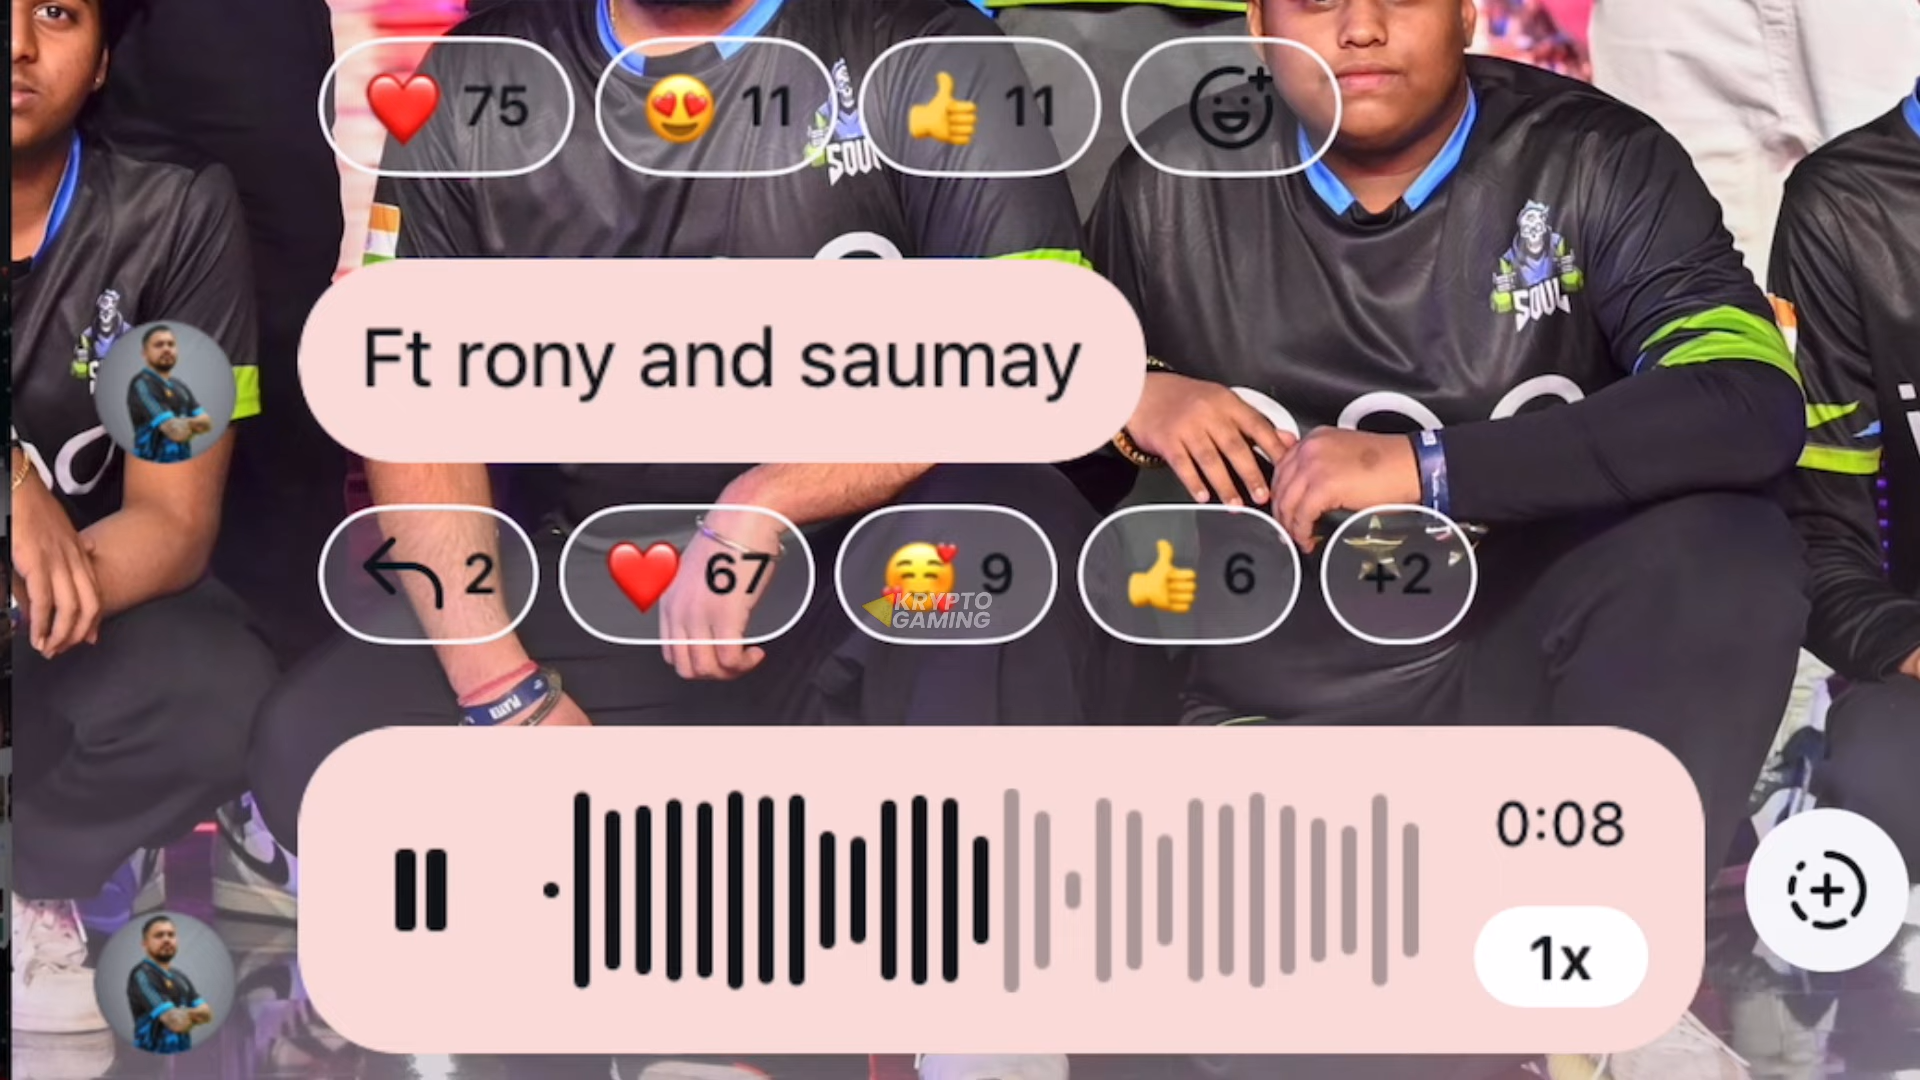 ❤️ 75 😍 11 👍 11
SOUL
SOUL
Ft rony and saumay
2 ❤️ 67 🥰 9 👍 6 +2
KRYPTO
GAMING
PLAYER
0:08
1x